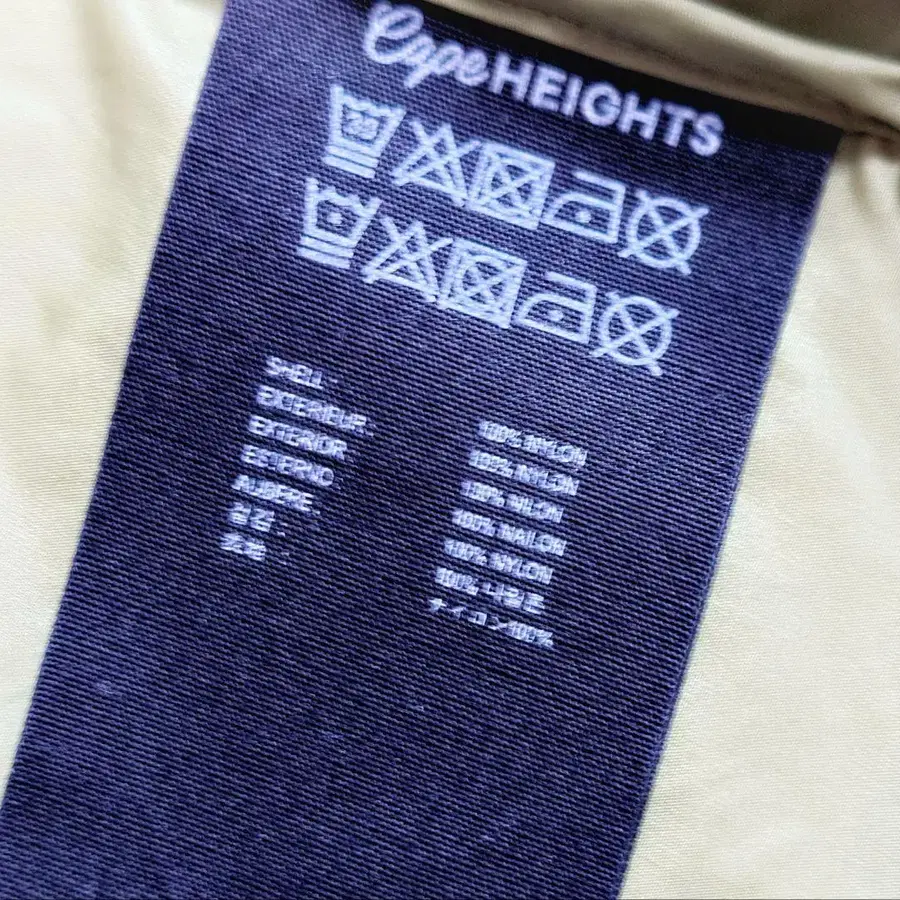 Cape HEIGHTS
SHELL -
EXTERIEUR.
EXTERIOR
ESTERNO
AUßERE.
겉감 :
表地 :
100% NYLON
100% NYLON
100% NILON
100% NAILON
100% NYLON
100% 나일론
ナイロン100%